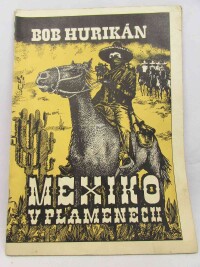 BOB HURIKÁN
MEXIKO
V PLAMENECH